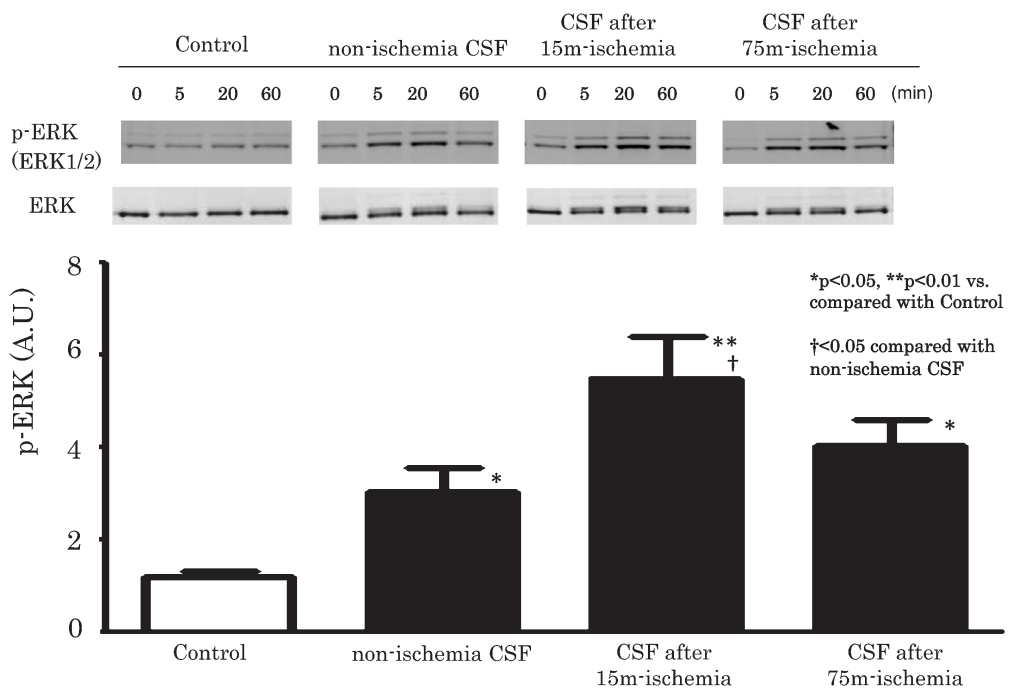 Control
non-ischemia CSF
CSF after
15m-ischemia
CSF after
75m-ischemia
0 5 20 60 0 5 20 60 0 5 20 60 0 5 20 60 (min)
p-ERK
(ERK1/2)
ERK
p-ERK (A.U.)
8
6
4
2
0
*p<0.05, **p<0.01 vs.
compared with Control
†<0.05 compared with
non-ischemia CSF
*
**
†
*
Control
non-ischemia CSF
CSF after
15m-ischemia
CSF after
75m-ischemia